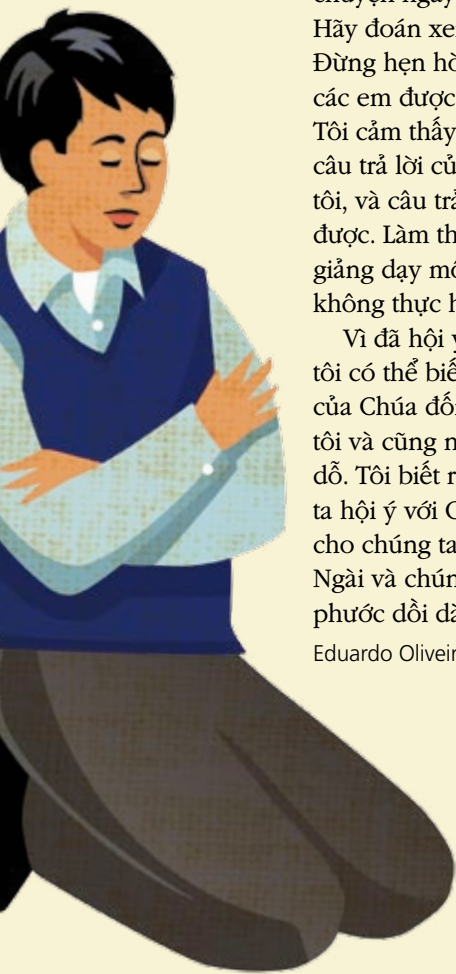 Hãy đoán xe
Đừng hẹn hò
các em được
Tôi cảm thấy
câu trả lời củ
tôi, và câu trả
được. Làm th
giảng dạy mô
không thực h
Vì đã hội ý
tôi có thể biế
của Chúa đối
tôi và cũng n
dỗ. Tôi biết r
ta hội ý với C
cho chúng ta
Ngài và chún
phước dồi dà
Eduardo Oliveir